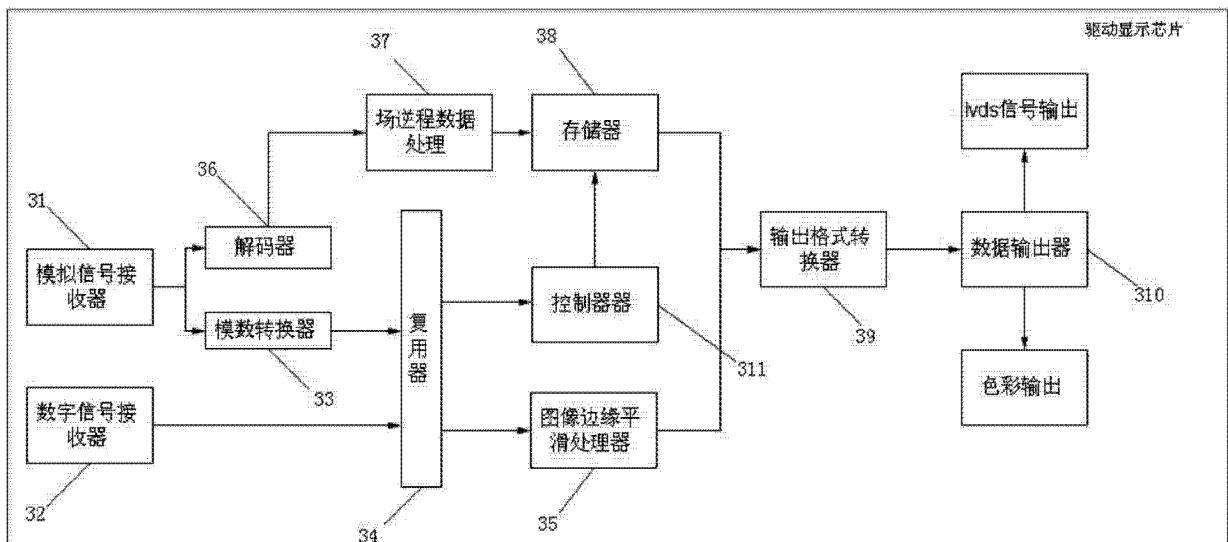 驱动显示芯片
37
38
场逆程数据
处理
存储器
lvds信号输出
36
31
解码器
模拟信号接
收器
模数转换器
33
复
用
器
控制器器
311
输出格式转
换器
39
数据输出器
310
数字信号接
收器
32
34
图像边缘平
滑处理器
35
色彩输出